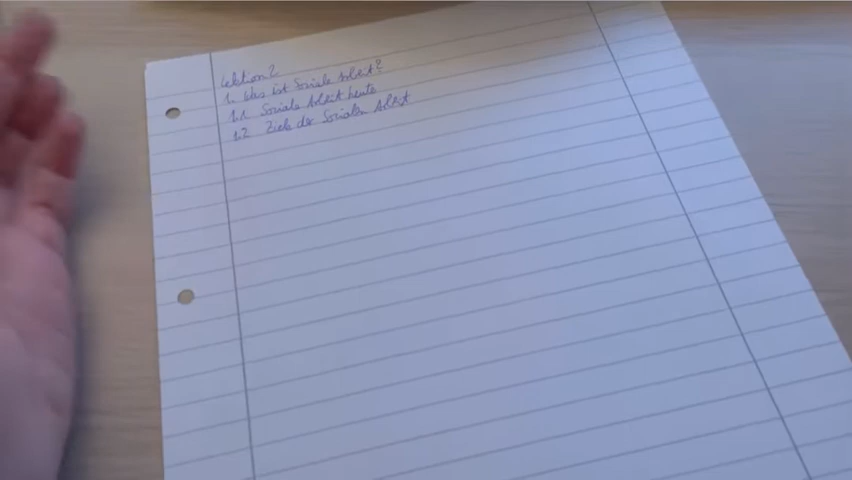 Lektion 2
1. Was ist Soziale Arbeit?
1.1 Soziale Arbeit heute
1.2 Ziele der Sozialen Arbeit